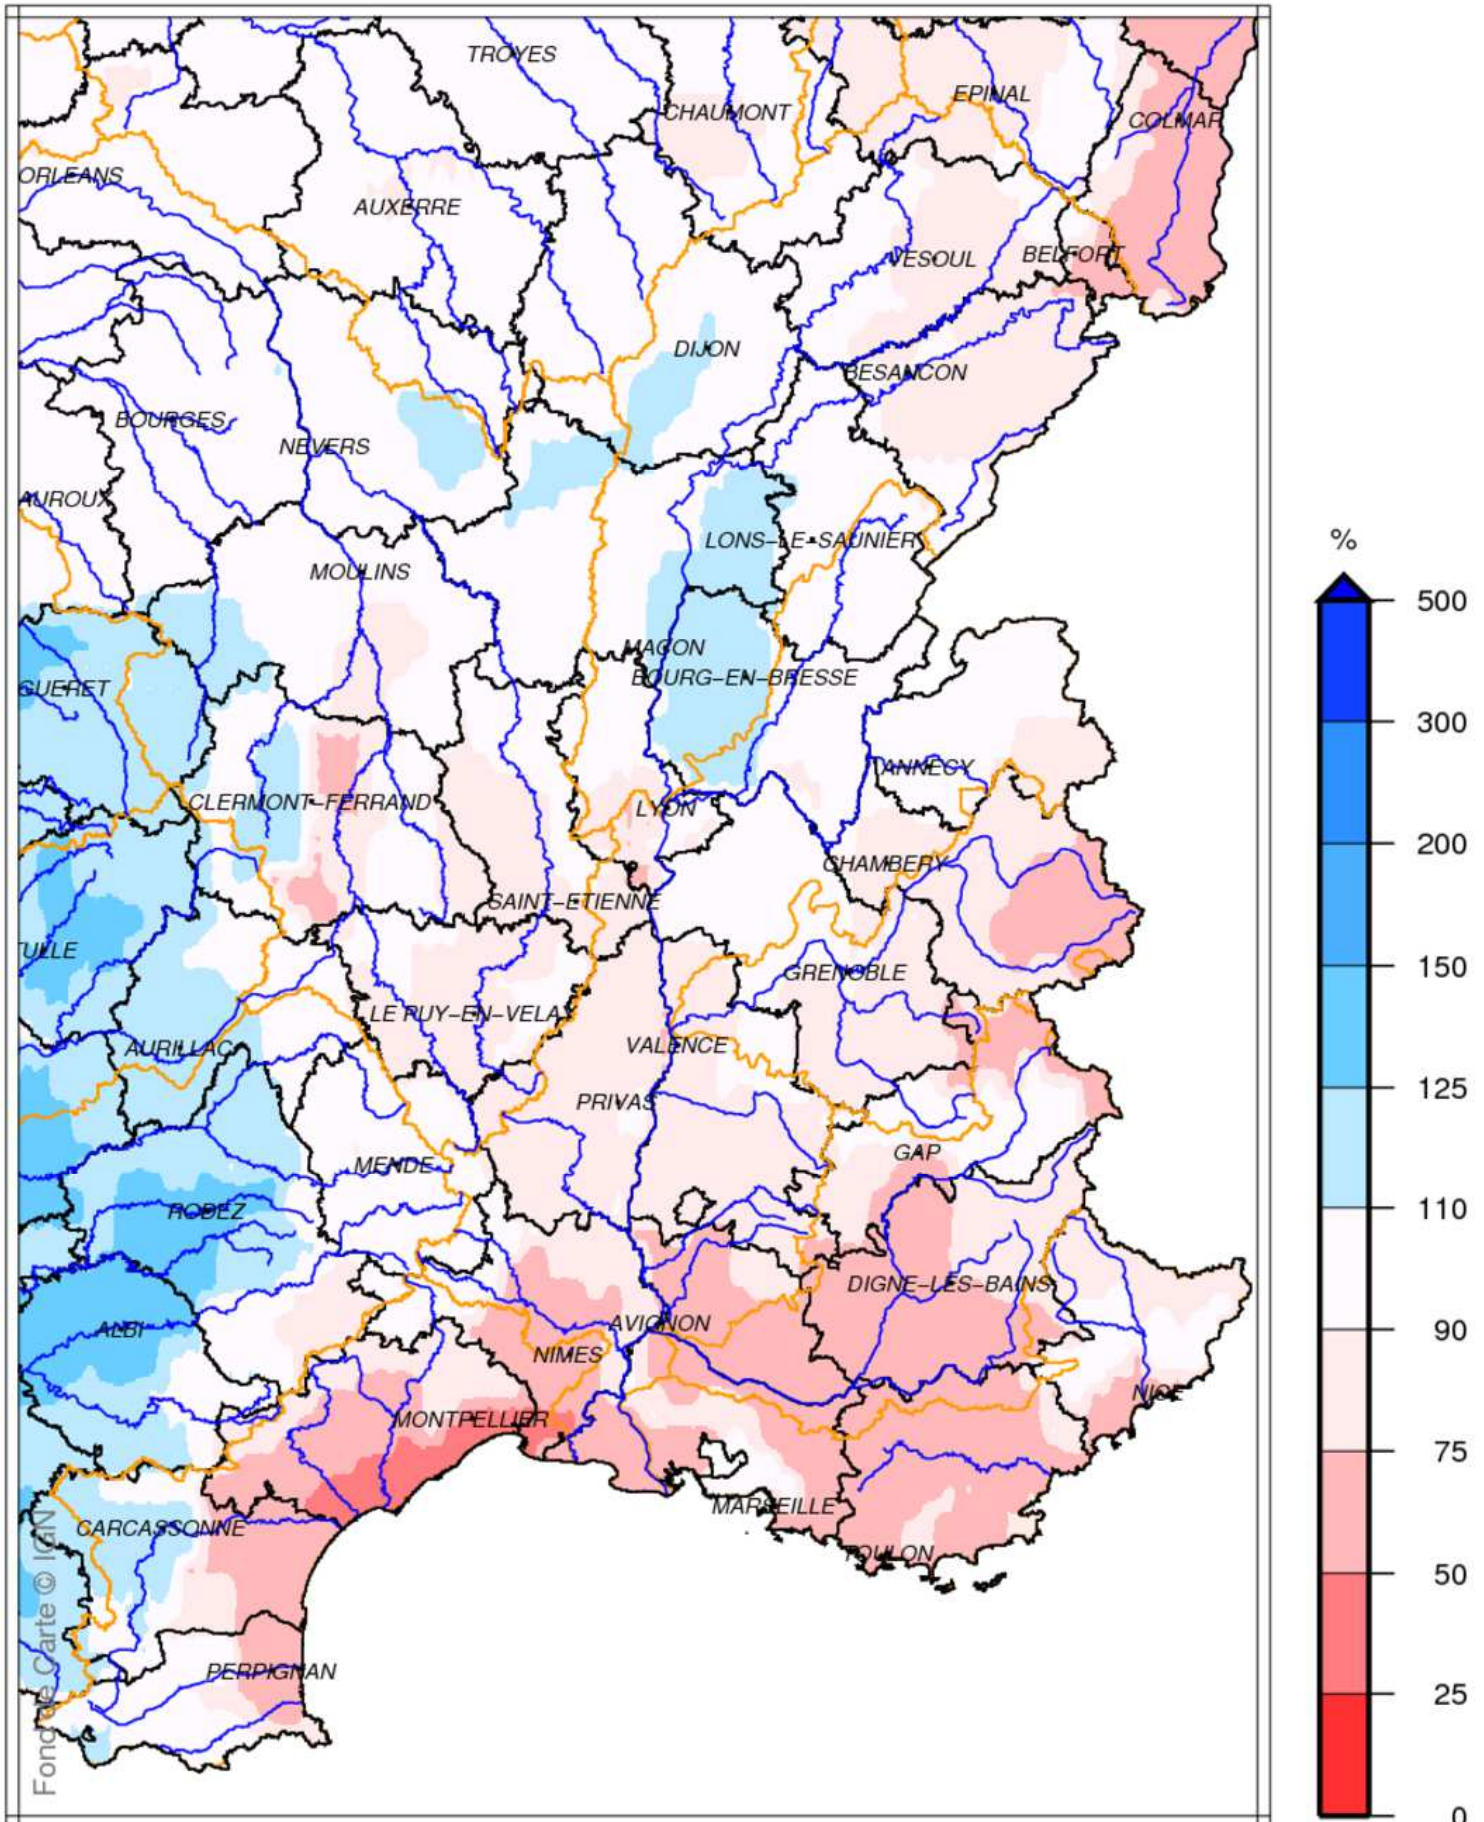 TROYES
EPINAL
CHAUMONT
COLMAR
ORLEANS
AUXERRE
VESOUL
BELFORT
DIJON
BESANCON
BOURGES
NEVERS
AUROUX
LONS-LE-SAUNIER
%
500
MOULINS
MACON
BOURG-EN-BRESSE
GUERET
300
ANNECY
CLERMONT-FERRAND
LYON
200
CHAMBERY
SAINT-ETIENNE
TULLE
150
GRENOBLE
LE PUY-EN-VELAY
AURILLAC
VALENCE
125
PRIVAS
GAP
MENDE
RODEZ
110
DIGNE-LES-BAINS
AVIGNON
ALBI
90
NIMES
NICE
MONTPELLIER
75
MARSEILLE
CARCASSONNE
TOULON
50
PERPIGNAN
25
Fond de Carte © IGN
0